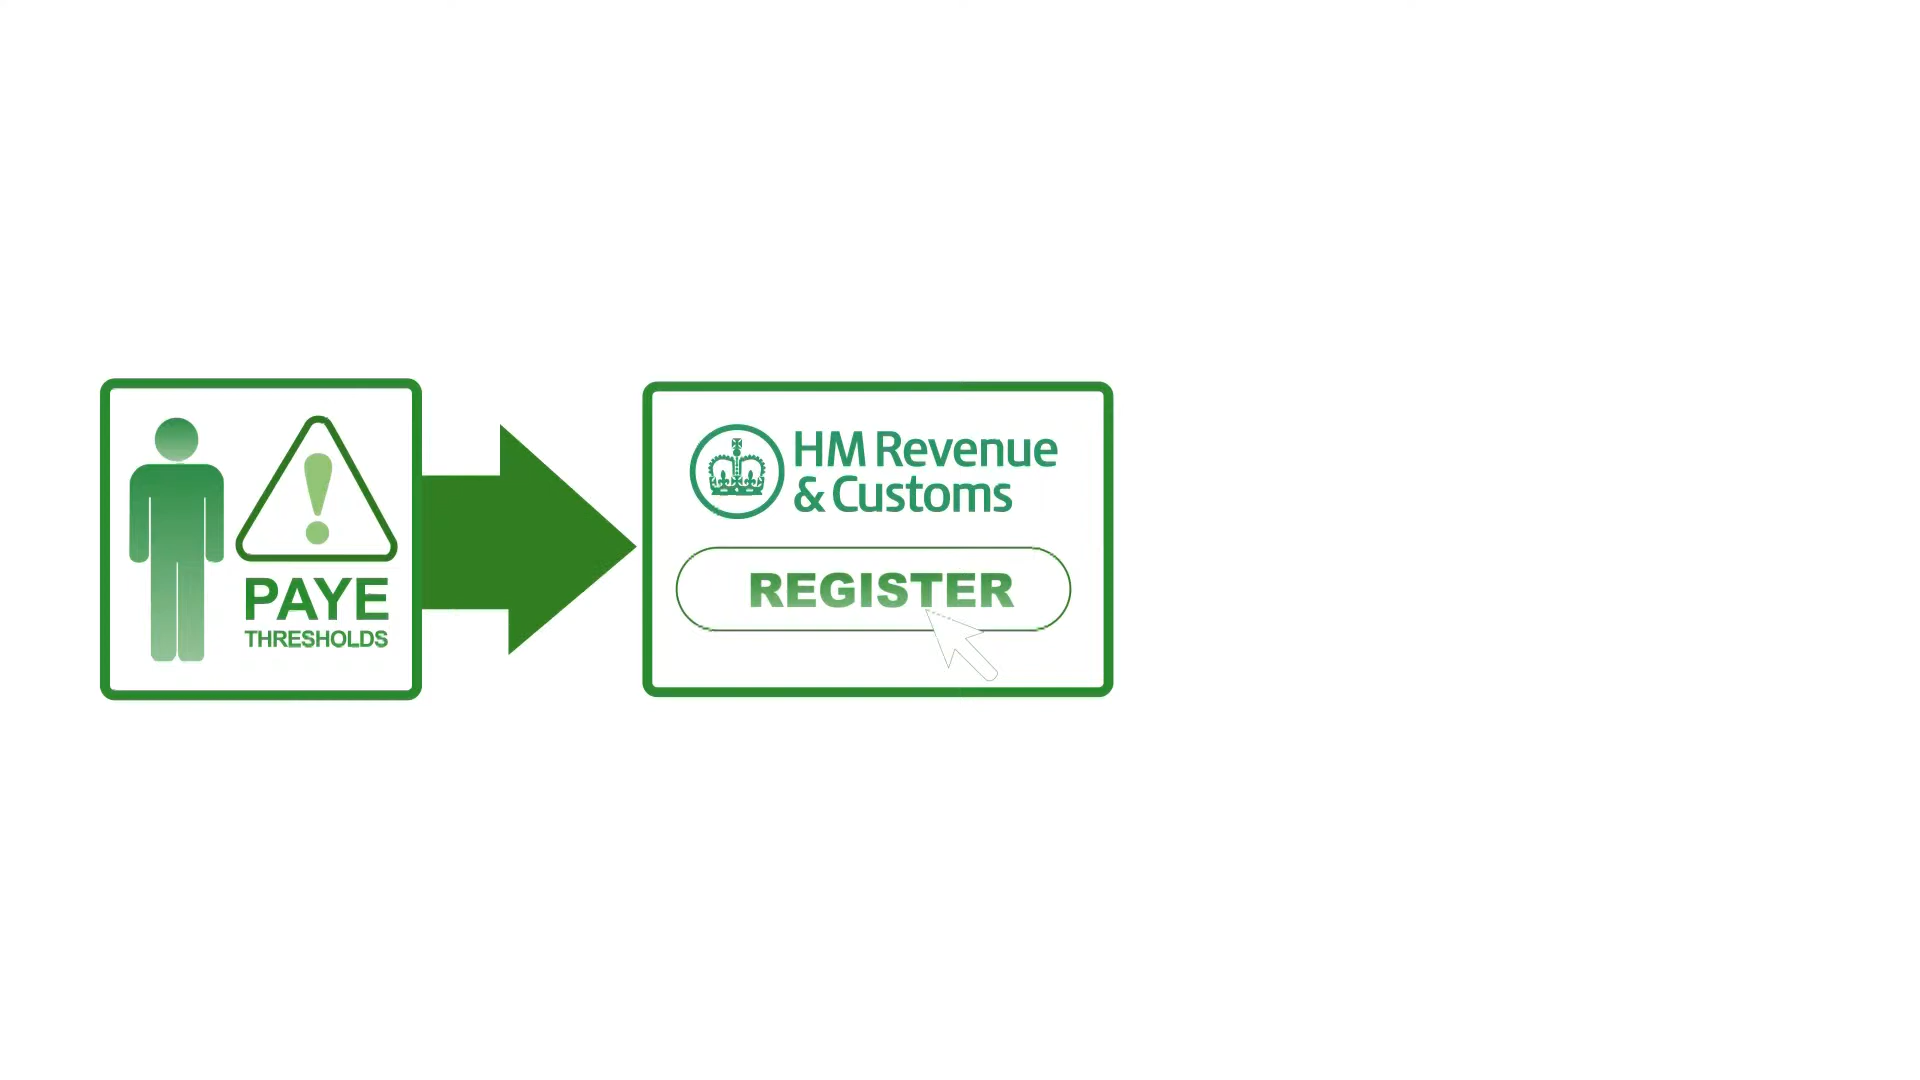 PAYE
THRESHOLDS
HM Revenue
& Customs
REGISTER